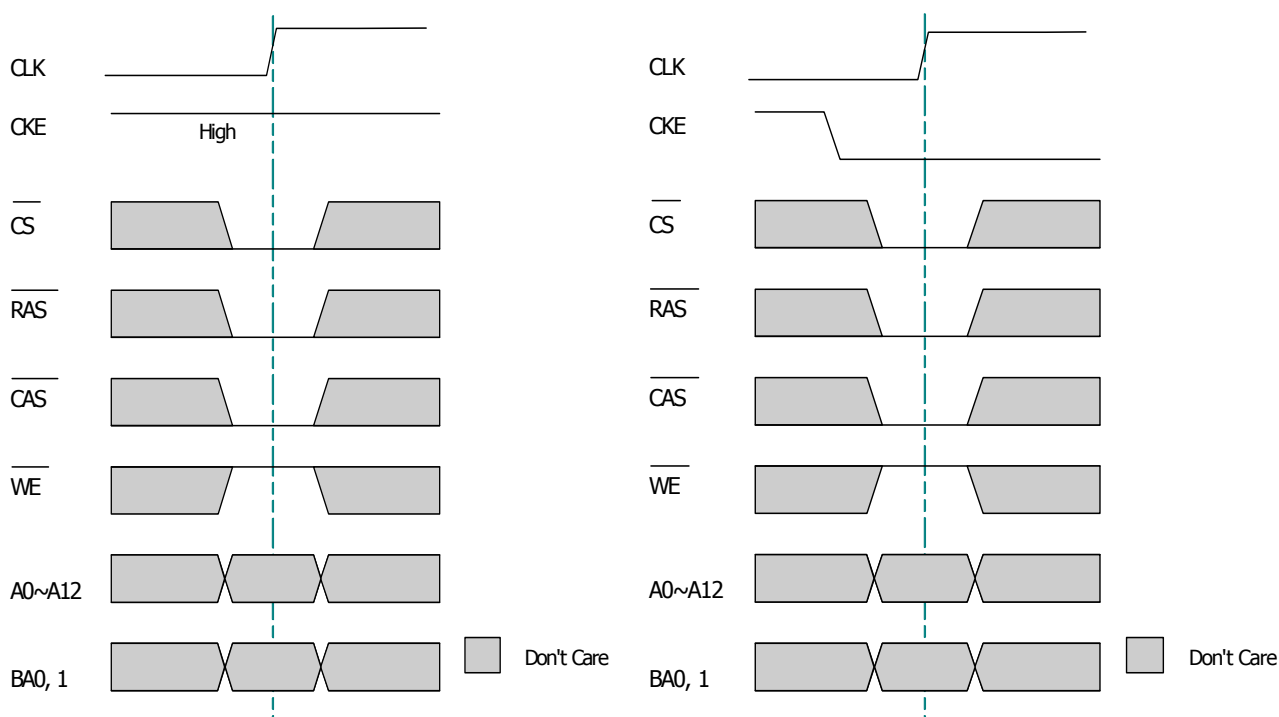 CLK
CKE
High
CS
RAS
CAS
WE
A0~A12
BA0, 1
Don't Care
CLK
CKE
CS
RAS
CAS
WE
A0~A12
BA0, 1
Don't Care